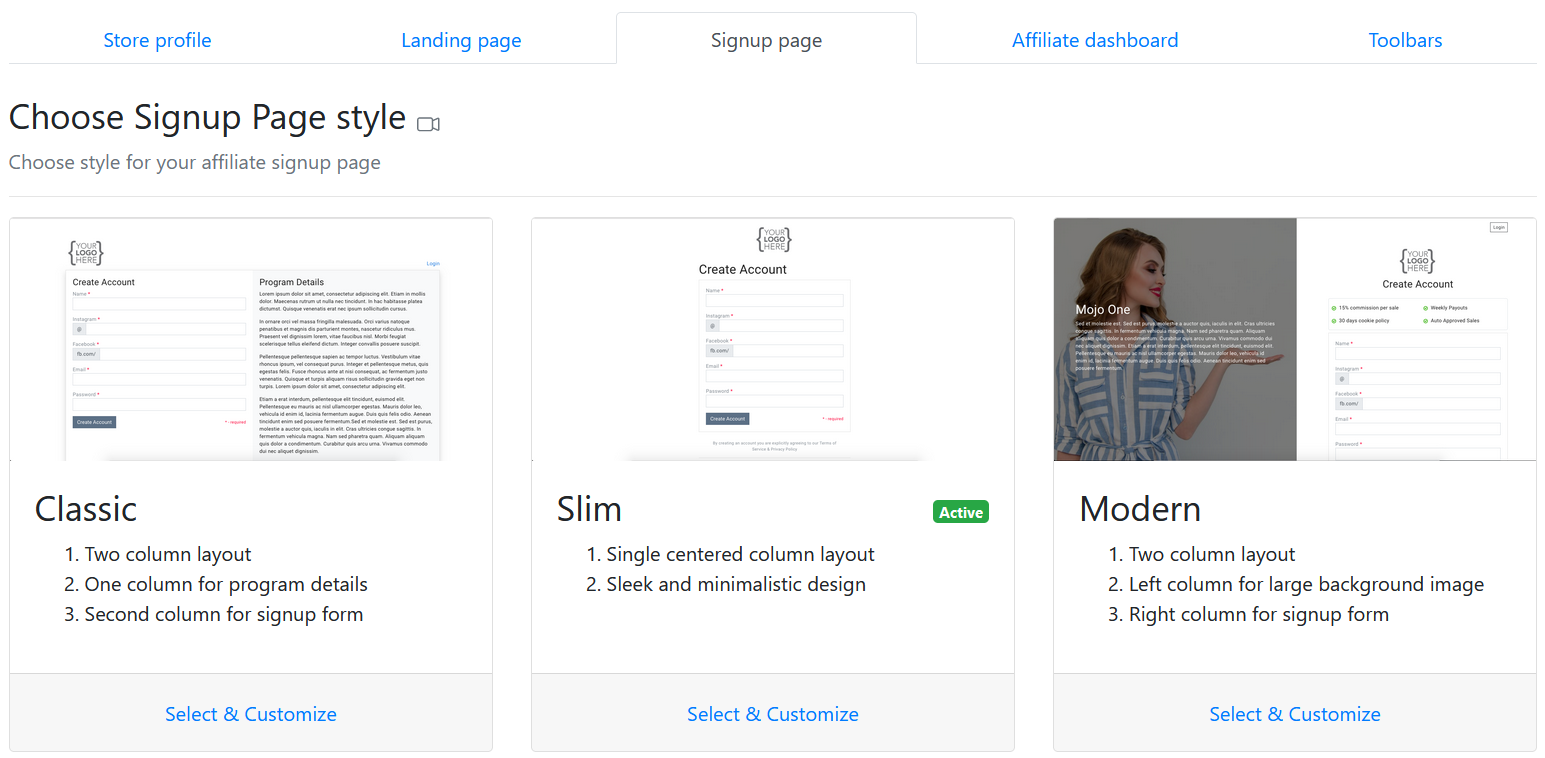 Store profile
Landing page
Signup page
Affiliate dashboard
Toolbars
Choose Signup Page style
Choose style for your affiliate signup page
{YOUR
LOGO
HERE}
Login
Create Account
Name *
Instagram *
@
Facebook *
fb.com/
Email *
Password *
Create Account
* - required
Program Details
Lorem ipsum dolor sit amet, consectetur adipiscing elit. Etiam in mollis
dolor. Maecenas rutrum ut nulla nec tincidunt. In hac habitasse platea
dictumst. Quisque venenatis erat nec ipsum sollicitudin cursus.
In ornare orci vel massa fringilla malesuada. Orci varius natoque
penatibus et magnis dis parturient montes, nascetur ridiculus mus.
Praesent vel dignissim lorem, vitae faucibus nisl. Morbi feugiat
scelerisque tellus eleifend dictum. Integer convallis posuere suscipit.
Pellentesque pellentesque sapien ac tempor luctus. Vestibulum vitae
rhoncus ipsum, vel consequat purus. Integer et pellentesque metus, quis
egestas felis. Fusce rhoncus ante at nisi consequat, ac fermentum justo
venenatis. Quisque et turpis aliquam risus sollicitudin gravida eget non
turpis. Lorem ipsum dolor sit amet, consectetur adipiscing elit.
Etiam a erat interdum, pellentesque elit tincidunt, euismod elit.
Pellentesque eu mauris ac nisl ullamcorper egestas. Mauris dolor leo,
vehicula id enim id, lacinia fermentum augue. Duis quis felis odio. Aenean
tincidunt enim sed posuere fermentum.Sed et molestie est. Sed est purus,
molestie a auctor quis, iaculis in elit. Cras ultricies congue sagittis. In
fermentum vehicula magna. Nam sed pharetra quam. Aliquam aliquam
quis dolor a condimentum. Curabitur quis arcu urna. Vivamus commodo
dui nec aliquet dignissim.
{YOUR
LOGO
HERE}
Create Account
Name *
Instagram *
@
Facebook *
fb.com/
Email *
Password *
Create Account
* - required
By creating an account you are explicitly agreeing to our Terms of
Service & Privacy Policy.
Mojo One
Sed et molestie est. Sed est purus, molestie a auctor quis, iaculis in elit. Cras ultricies
congue sagittis. In fermentum vehicula magna. Nam sed pharetra quam. Aliquam
aliquam quis dolor a condimentum. Curabitur quis arcu urna. Vivamus commodo
dui nec aliquet dignissim. Etiam a erat interdum, pellentesque elit tincidunt, euismod elit.
Pellentesque eu mauris ac nisl ullamcorper egestas. Mauris dolor leo, vehicula id
enim id, lacinia fermentum augue. Duis quis felis odio. Aenean tincidunt enim sed
posuere fermentum.
Login
{YOUR
LOGO
HERE}
Create Account
15% commission per sale
Weekly Payouts
30 days cookie policy
Auto Approved Sales
Name *
Instagram *
@
Facebook *
fb.com/
Email *
Password *
Classic
1. Two column layout
2. One column for program details
3. Second column for signup form
Select & Customize
Slim
Active
1. Single centered column layout
2. Sleek and minimalistic design
Select & Customize
Modern
1. Two column layout
2. Left column for large background image
3. Right column for signup form
Select & Customize